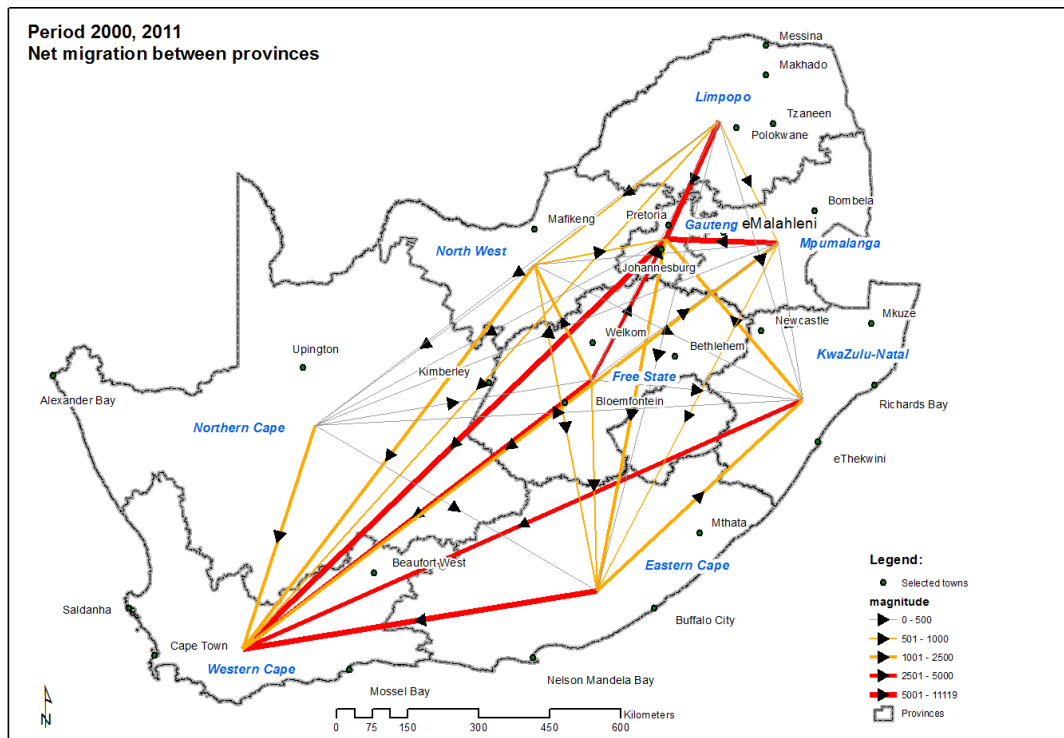 Period 2000, 2011
Net migration between provinces
Messina
Makhado
Limpopo
Tzaneen
Polokwane
Bombela
Mafikeng
Pretoria
Gauteng
eMalahleni
Mpumalanga
North West
Johannesburg
Newcastle
Mkuze
Welkom
Bethlehem
KwaZulu-Natal
Upington
Kimberley
Free State
Alexander Bay
Bloemfontein
Richards Bay
Northern Cape
eThekwini
Mthata
Eastern Cape
Beaufort West
Saldanha
Buffalo City
Cape Town
Western Cape
Nelson Mandela Bay
Mossel Bay
Legend:
Selected towns
magnitude
0 - 500
501 - 1000
1001 - 2500
2501 - 5000
5001 - 11119
Provinces
N
Kilometers
0 75 150 300 450 600